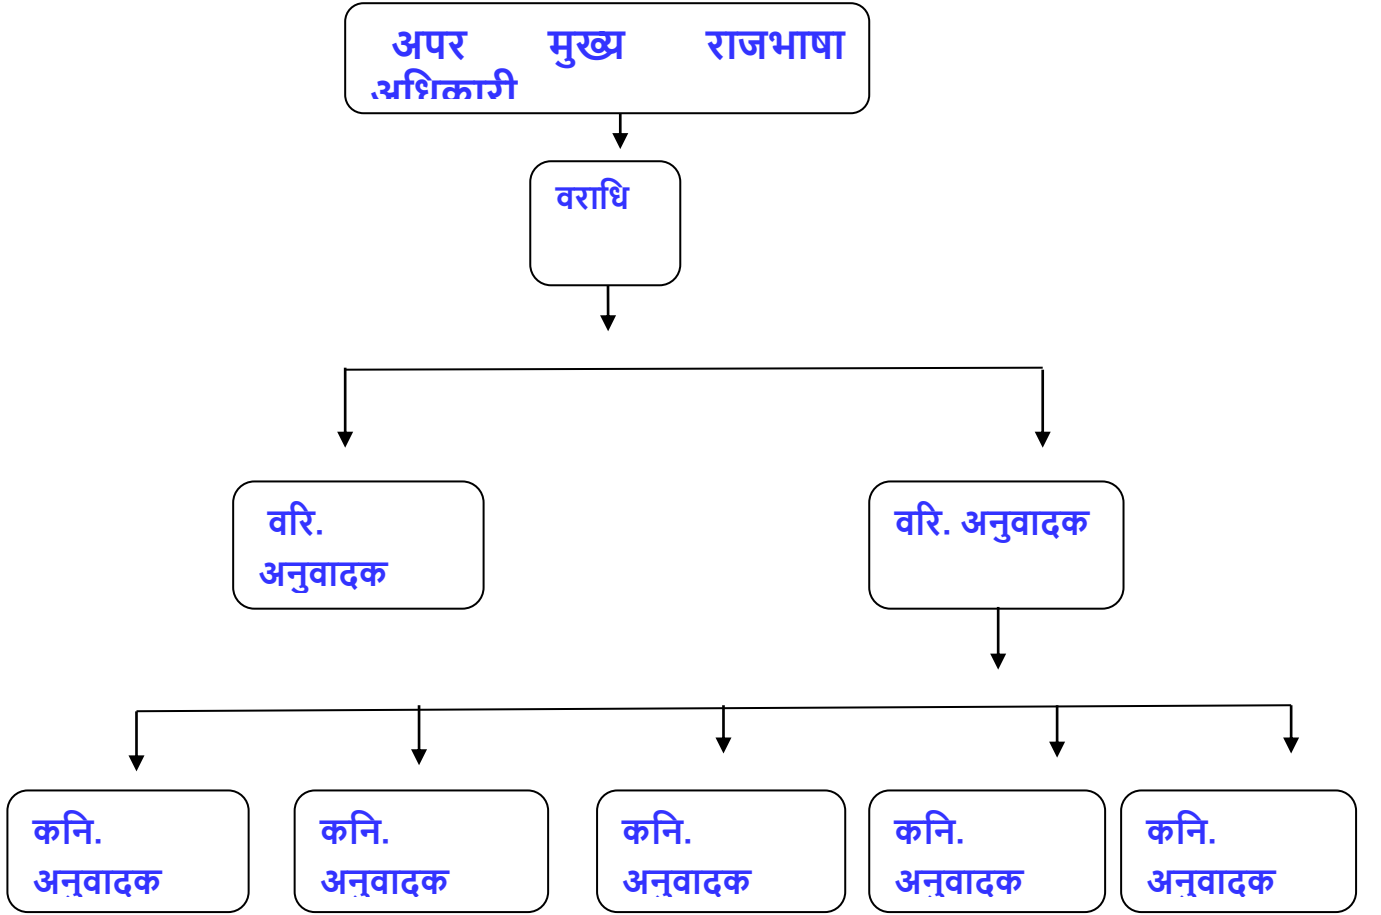 अपर मुख्य राजभाषा
अधिकारी
वराधि
वरि.
अनुवादक
वरि. अनुवादक
कनि.
अनुवादक
कनि.
अनुवादक
कनि.
अनुवादक
कनि.
अनुवादक
कनि.
अनुवादक